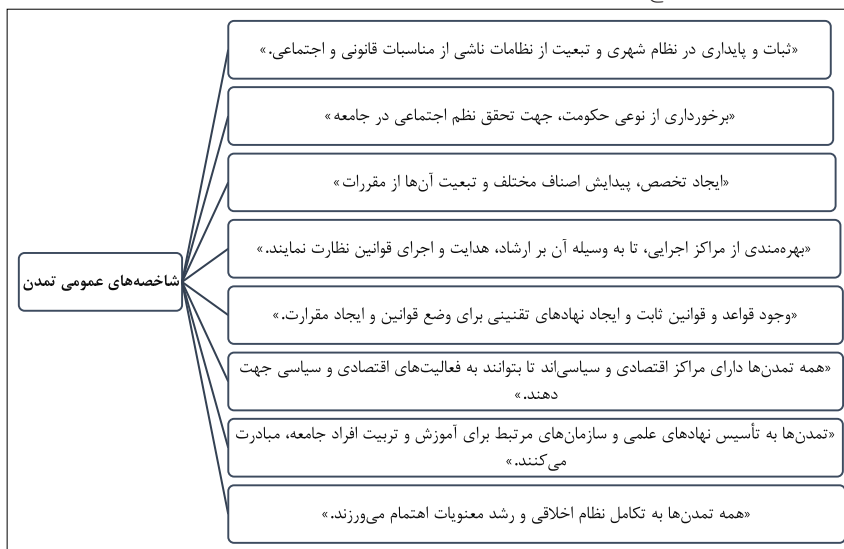 «ثبات و پایداری در نظام شهری و تبعیت از نظامات ناشی از مناسبات قانونی و اجتماعی.»
«برخورداری از نوعی حکومت، جهت تحقق نظم اجتماعی در جامعه»
«ایجاد تخصص، پیدایش اصناف مختلف و تبعیت آن‌ها از مقررات»
«بهره‌مندی از مراکز اجرایی، تا به وسیله آن بر ارشاد، هدایت و اجرای قوانین نظارت نمایند.»
شاخصه‌های عمومی تمدن
«وجود قواعد و قوانین ثابت و ایجاد نهادهای تقنینی برای وضع قوانین و ایجاد مقرارت.»
«همه تمدن‌ها دارای مراکز اقتصادی و سیاسی‌اند تا بتوانند به فعالیت‌های اقتصادی و سیاسی جهت
دهند.»
«تمدن‌ها به تأسیس نهادهای علمی و سازمان‌های مرتبط برای آموزش و تربیت افراد جامعه، مبادرت
می‌کنند.»
«همه تمدن‌ها به تکامل نظام اخلاقی و رشد معنویات اهتمام می‌ورزند.»